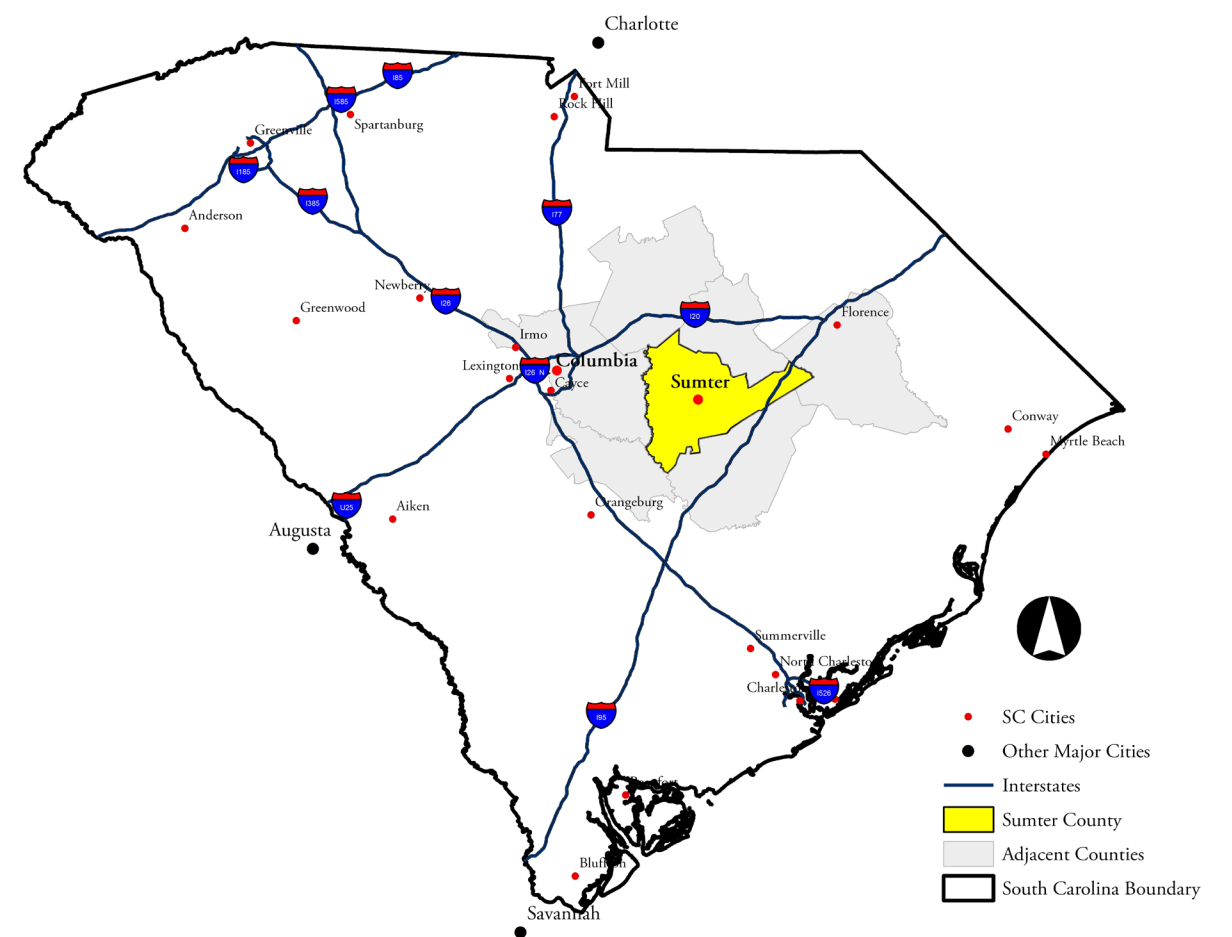 Charlotte
I85
Fort Mill
I585
Rock Hill
Spartanburg
Greenville
I185
I385
I77
Anderson
Newberry
I26
Greenwood
I20
Florence
Irmo
Columbia
Lexington
I26 N
Cayce
Sumter
Conway
Myrtle Beach
U25
Aiken
Orangeburg
Augusta
Summerville
North Charleston
I526
I95
SC Cities
Other Major Cities
Interstates
Sumter County
Adjacent Counties
South Carolina Boundary
Savannah